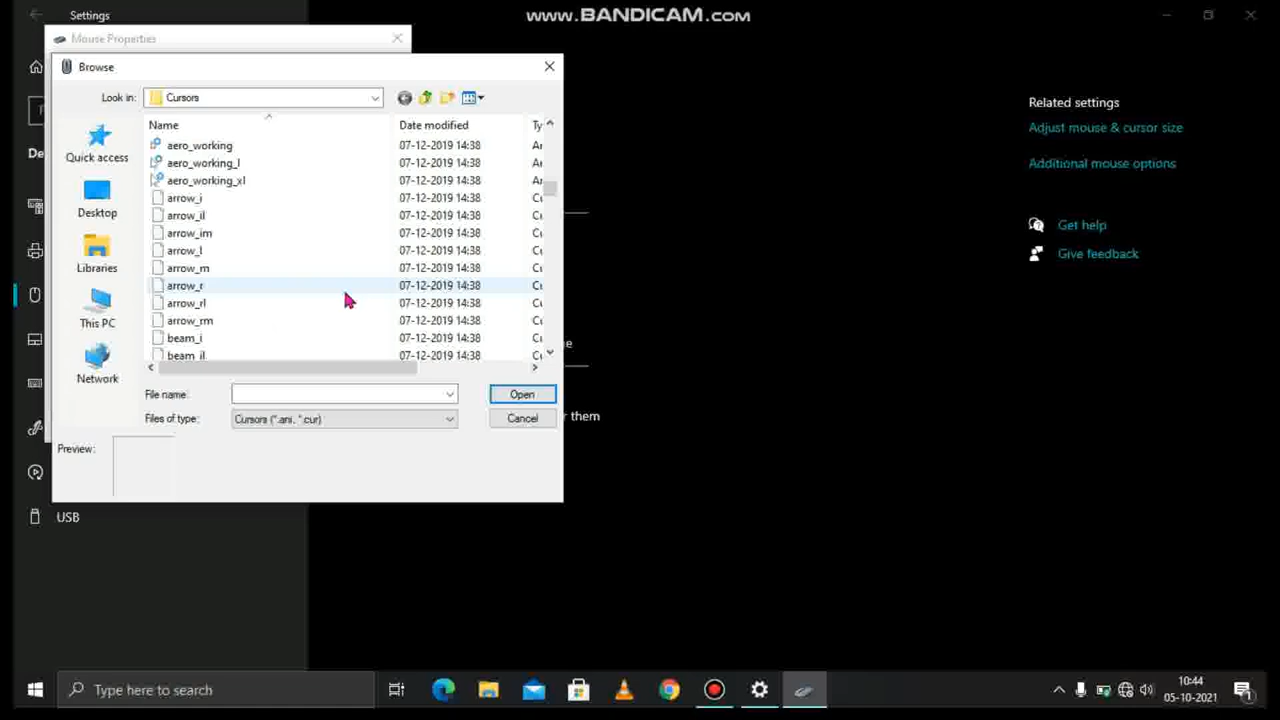 Settings
www.BANDICAM.com
Mouse Properties
Browse
Look in:
Cursors
Name
Date modified
Quick access
Desktop
Libraries
This PC
Network
aero_working 07-12-2019 14:38
aero_working_l 07-12-2019 14:38
aero_working_xl 07-12-2019 14:38
arrow_i 07-12-2019 14:38
arrow_il 07-12-2019 14:38
arrow_im 07-12-2019 14:38
arrow_l 07-12-2019 14:38
arrow_m 07-12-2019 14:38
arrow_r 07-12-2019 14:38
arrow_rl 07-12-2019 14:38
arrow_rm 07-12-2019 14:38
beam_i 07-12-2019 14:38
beam_il 07-12-2019 14:38
File name:
Open
Files of type:
Cursors (*.ani, *.cur)
Cancel
Preview:
USB
them
Related settings
Adjust mouse & cursor size
Additional mouse options
Get help
Give feedback
Type here to search
10:44
05-10-2021